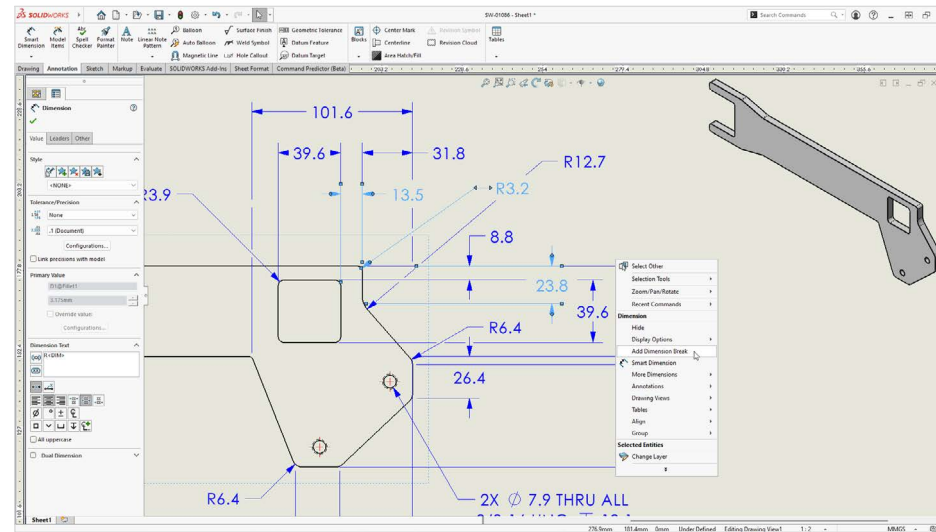 SOLIDWORKS
SW-01086 - Sheet1 *
Search Commands
Smart Dimension
Model Items
Spell Checker
Format Painter
Note
Linear Note Pattern
Balloon
Auto Balloon
Magnetic Line
Surface Finish
Weld Symbol
Hole Callout
Geometric Tolerance
Datum Feature
Datum Target
Blocks
Center Mark
Centerline
Area Hatch/Fill
Revision Symbol
Revision Cloud
Tables
Drawing Annotation Sketch Markup Evaluate SOLIDWORKS Add-Ins Sheet Format Command Predictor (Beta)
Dimension
Value Leaders Other
Style
<NONE>
Tolerance/Precision
None
.1 (Document)
Configurations...
Link precisions with model
Primary Value
D1@Fillet1
3.175mm
Override value:
Configurations...
Dimension Text
R<DIM>
All uppercase
Dual Dimension
Sheet1
101.6
39.6
31.8
R12.7
R3.9
13.5
R3.2
8.8
23.8
39.6
R6.4
26.4
R6.4
2X Ø 7.9 THRU ALL
Select Other
Selection Tools
Zoom/Pan/Rotate
Recent Commands
Dimension
Hide
Display Options
Add Dimension Break
Smart Dimension
More Dimensions
Annotations
Drawing Views
Tables
Align
Group
Selected Entities
Change Layer
276.9mm 181.4mm 0mm Under Defined Editing Drawing View1 1 : 2 MMGS